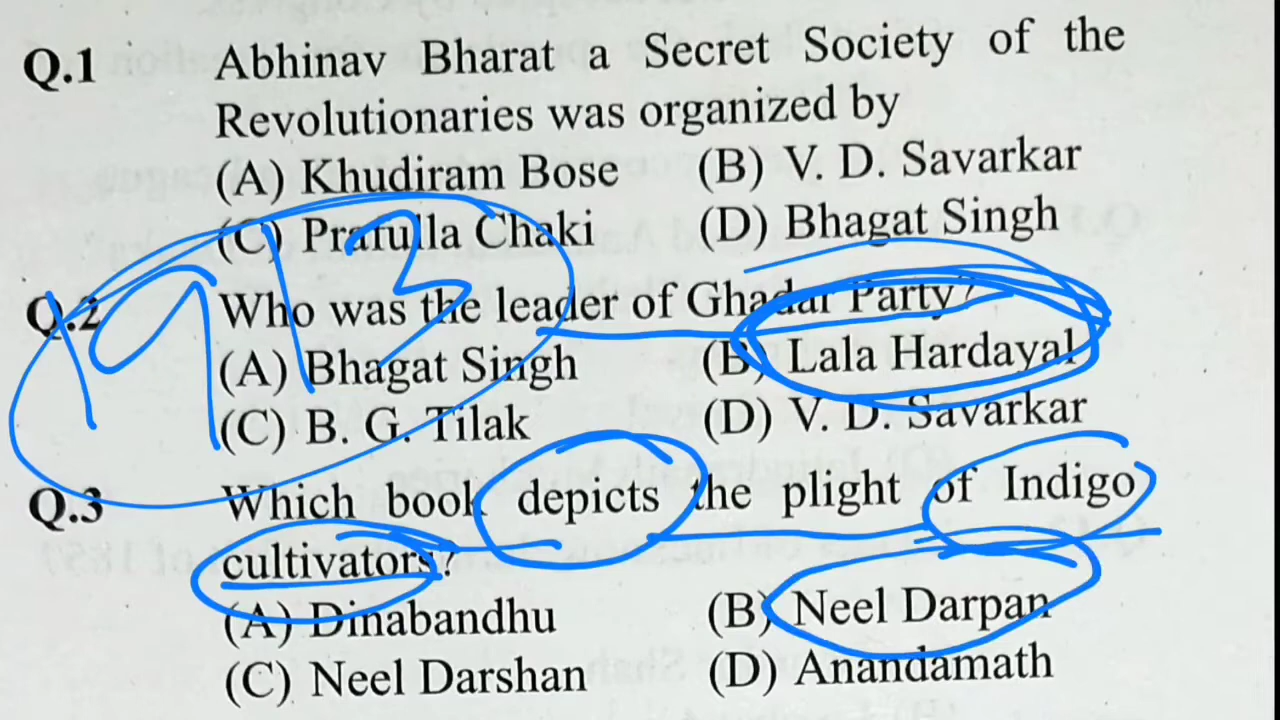 Q.1 Abhinav Bharat a Secret Society of the
Revolutionaries was organized by
(A) Khudiram Bose (B) V. D. Savarkar
(C) Prafulla Chaki (D) Bhagat Singh
1913
Q.2 Who was the leader of Ghadar Party?
(A) Bhagat Singh (B) Lala Hardayal
(C) B. G. Tilak (D) V. D. Savarkar
Q.3 Which book depicts the plight of Indigo
cultivators?
(A) Dinabandhu (B) Neel Darpan
(C) Neel Darshan (D) Anandamath